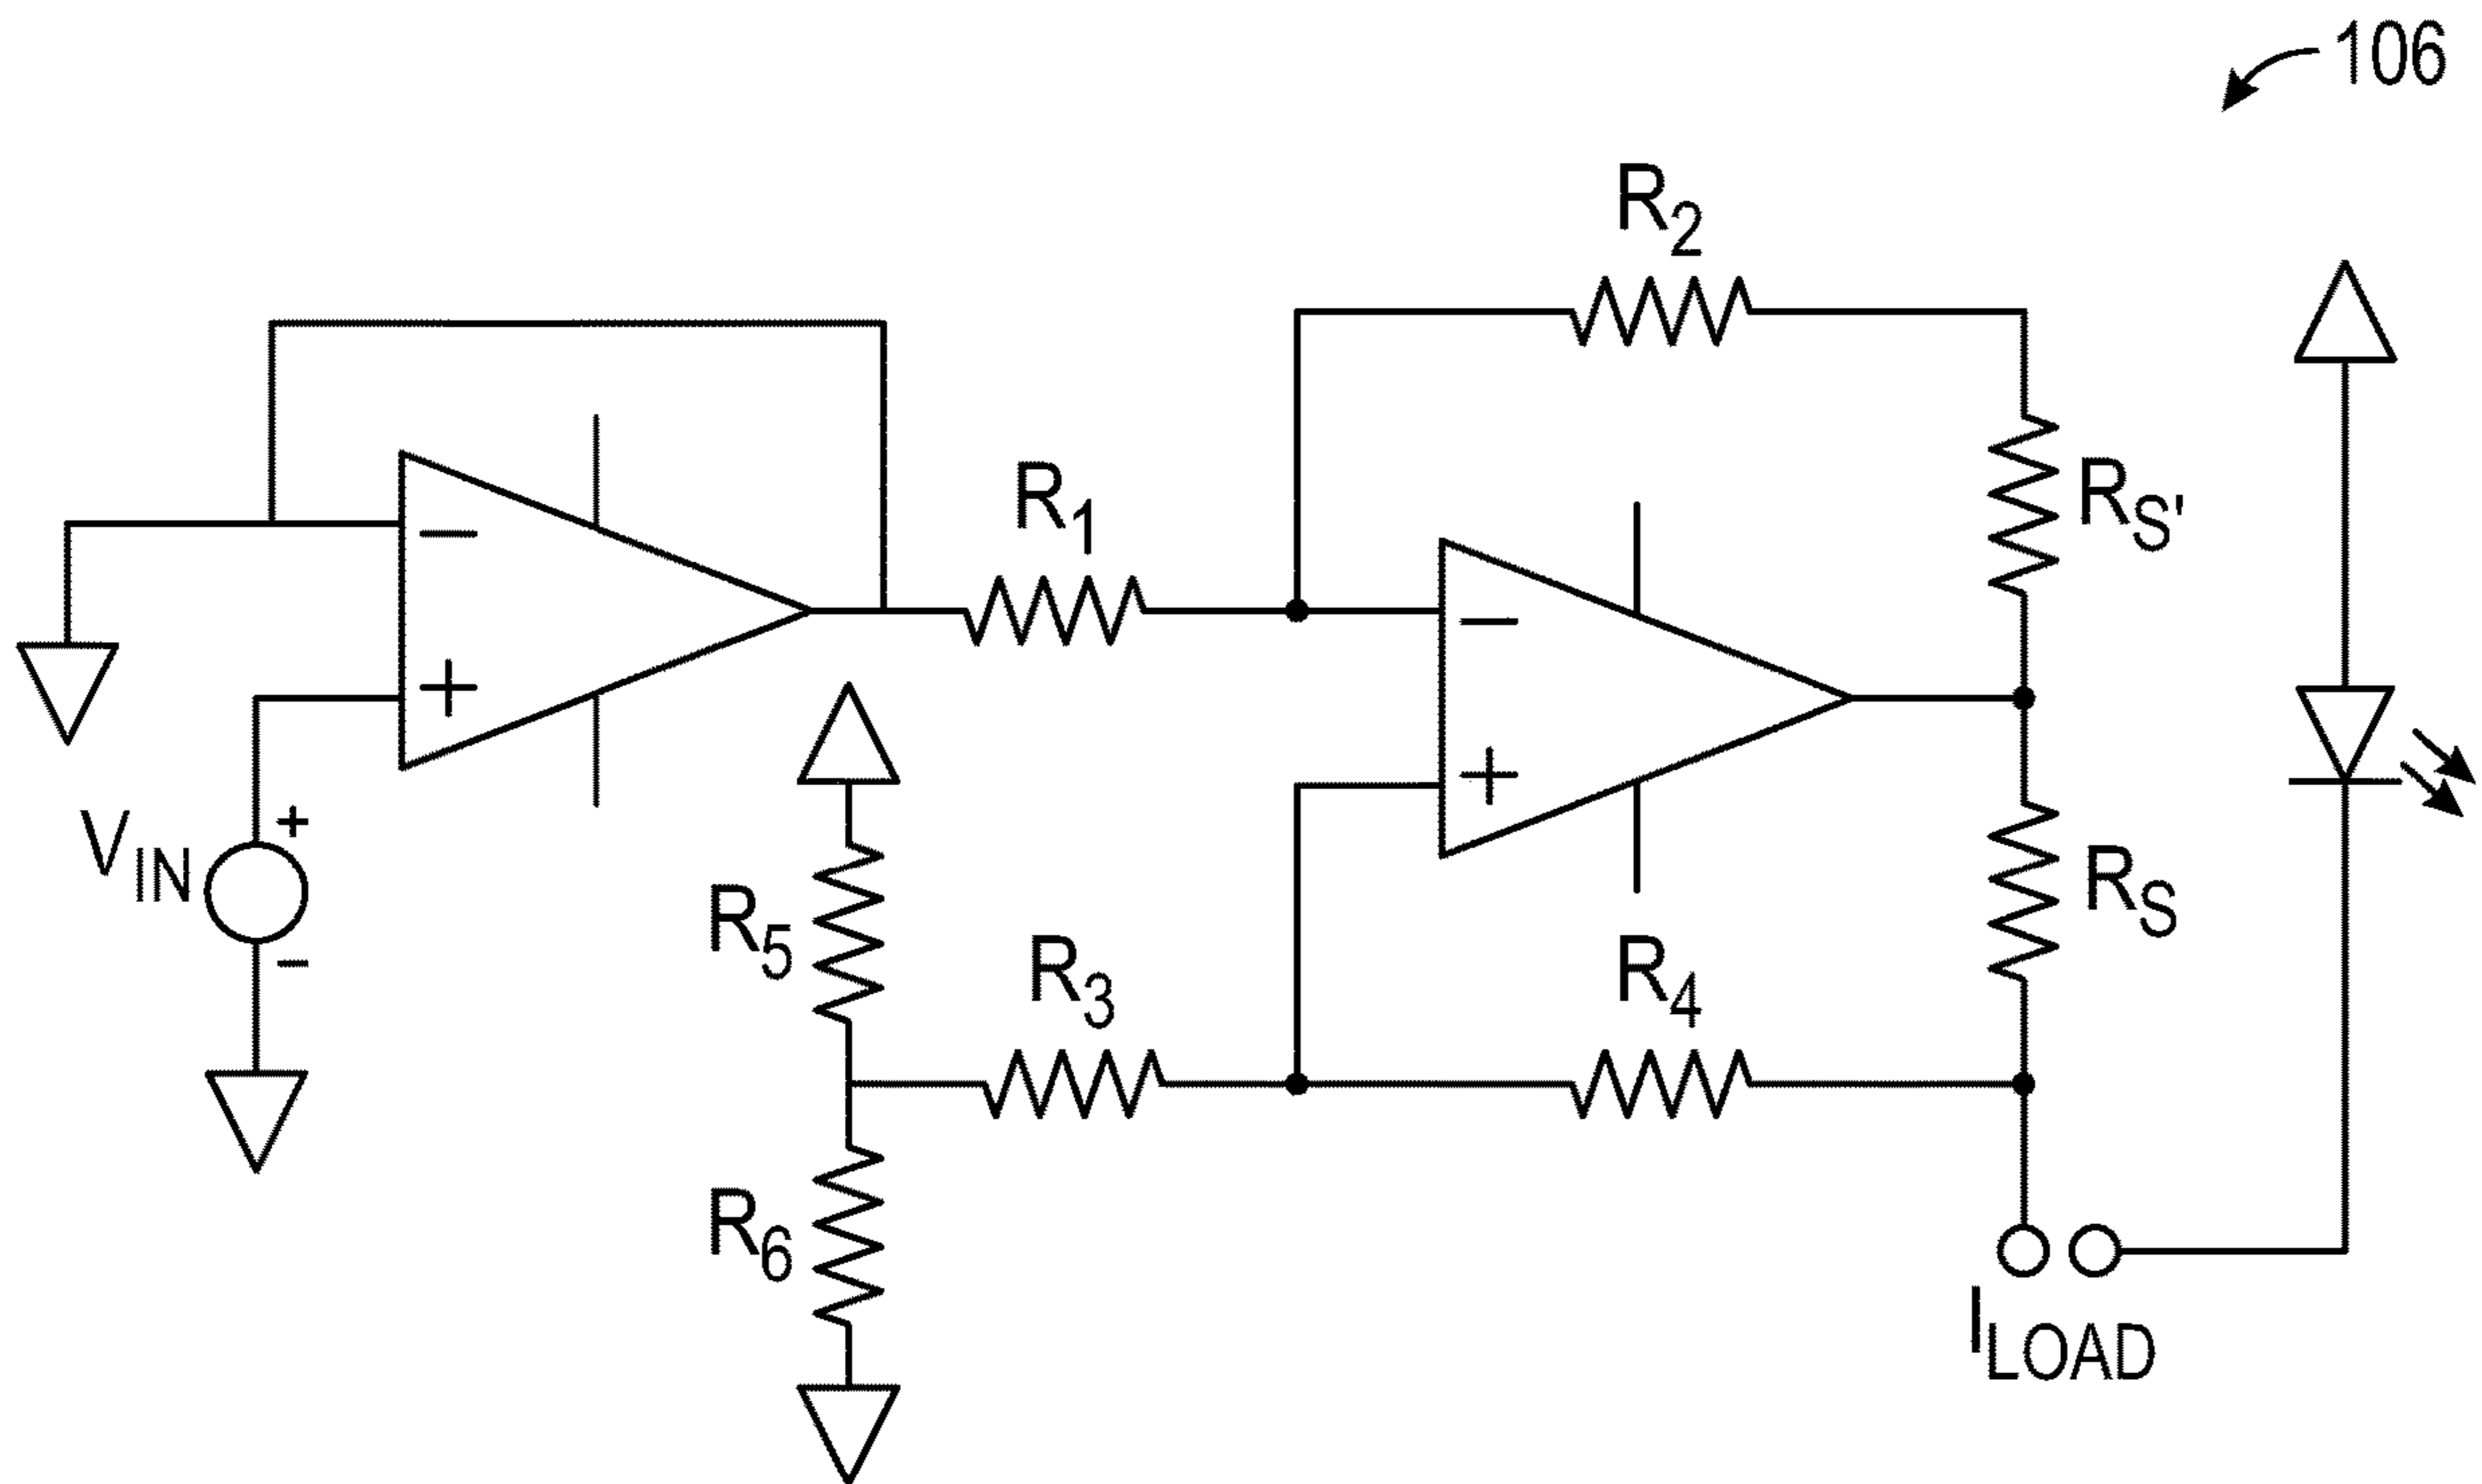 106
R2
R1
RS'
VIN
+
-
-
+
-
+
R5
R3
R4
RS
R6
ILOAD